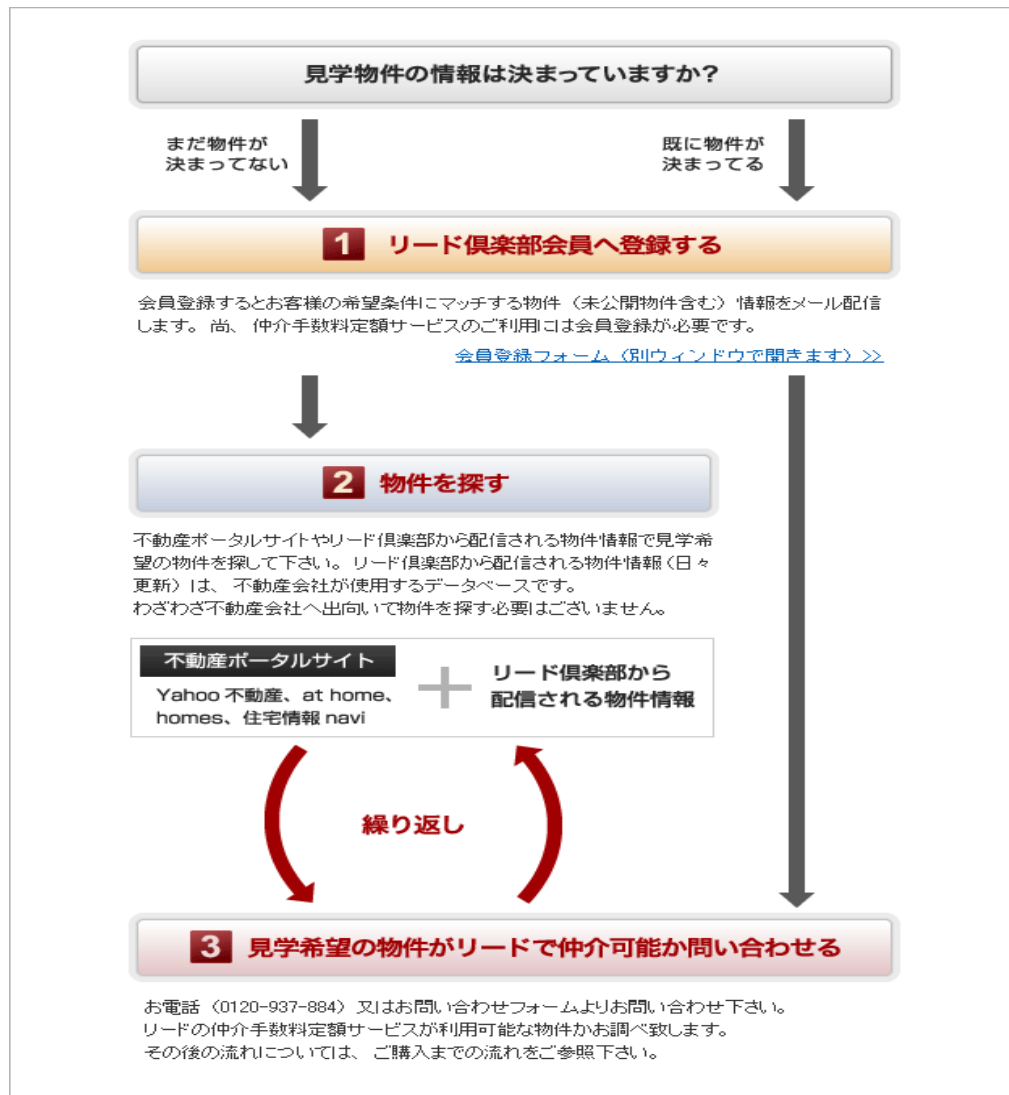 見学物件の情報は決まっていますか?
まだ物件が
決まってない
既に物件が
決まってる
1 リード倶楽部会員へ登録する
会員登録するとお客様の希望条件にマッチする物件（未公開物件含む）情報をメール配信
します。尚、仲介手数料定額サービスのご利用には会員登録が必要です。
会員登録フォーム（別ウィンドウで開きます）>>
2 物件を探す
不動産ポータルサイトやリード倶楽部から配信される物件情報で見学希
望の物件を探して下さい。リード倶楽部から配信される物件情報（日々
更新）は、不動産会社が使用するデータベースです。
わざわざ不動産会社へ出向いて物件を探す必要はございません。
不動産ポータルサイト
Yahoo 不動産、at home、
homes、住宅情報 navi
リード倶楽部から
配信される物件情報
繰り返し
3 見学希望の物件がリードで仲介可能か問い合わせる
お電話（0120-937-884）又はお問い合わせフォームよりお問い合わせ下さい。
リードの仲介手数料定額サービスが利用可能な物件かお調べ致します。
その後の流れについては、ご購入までの流れをご参照下さい。